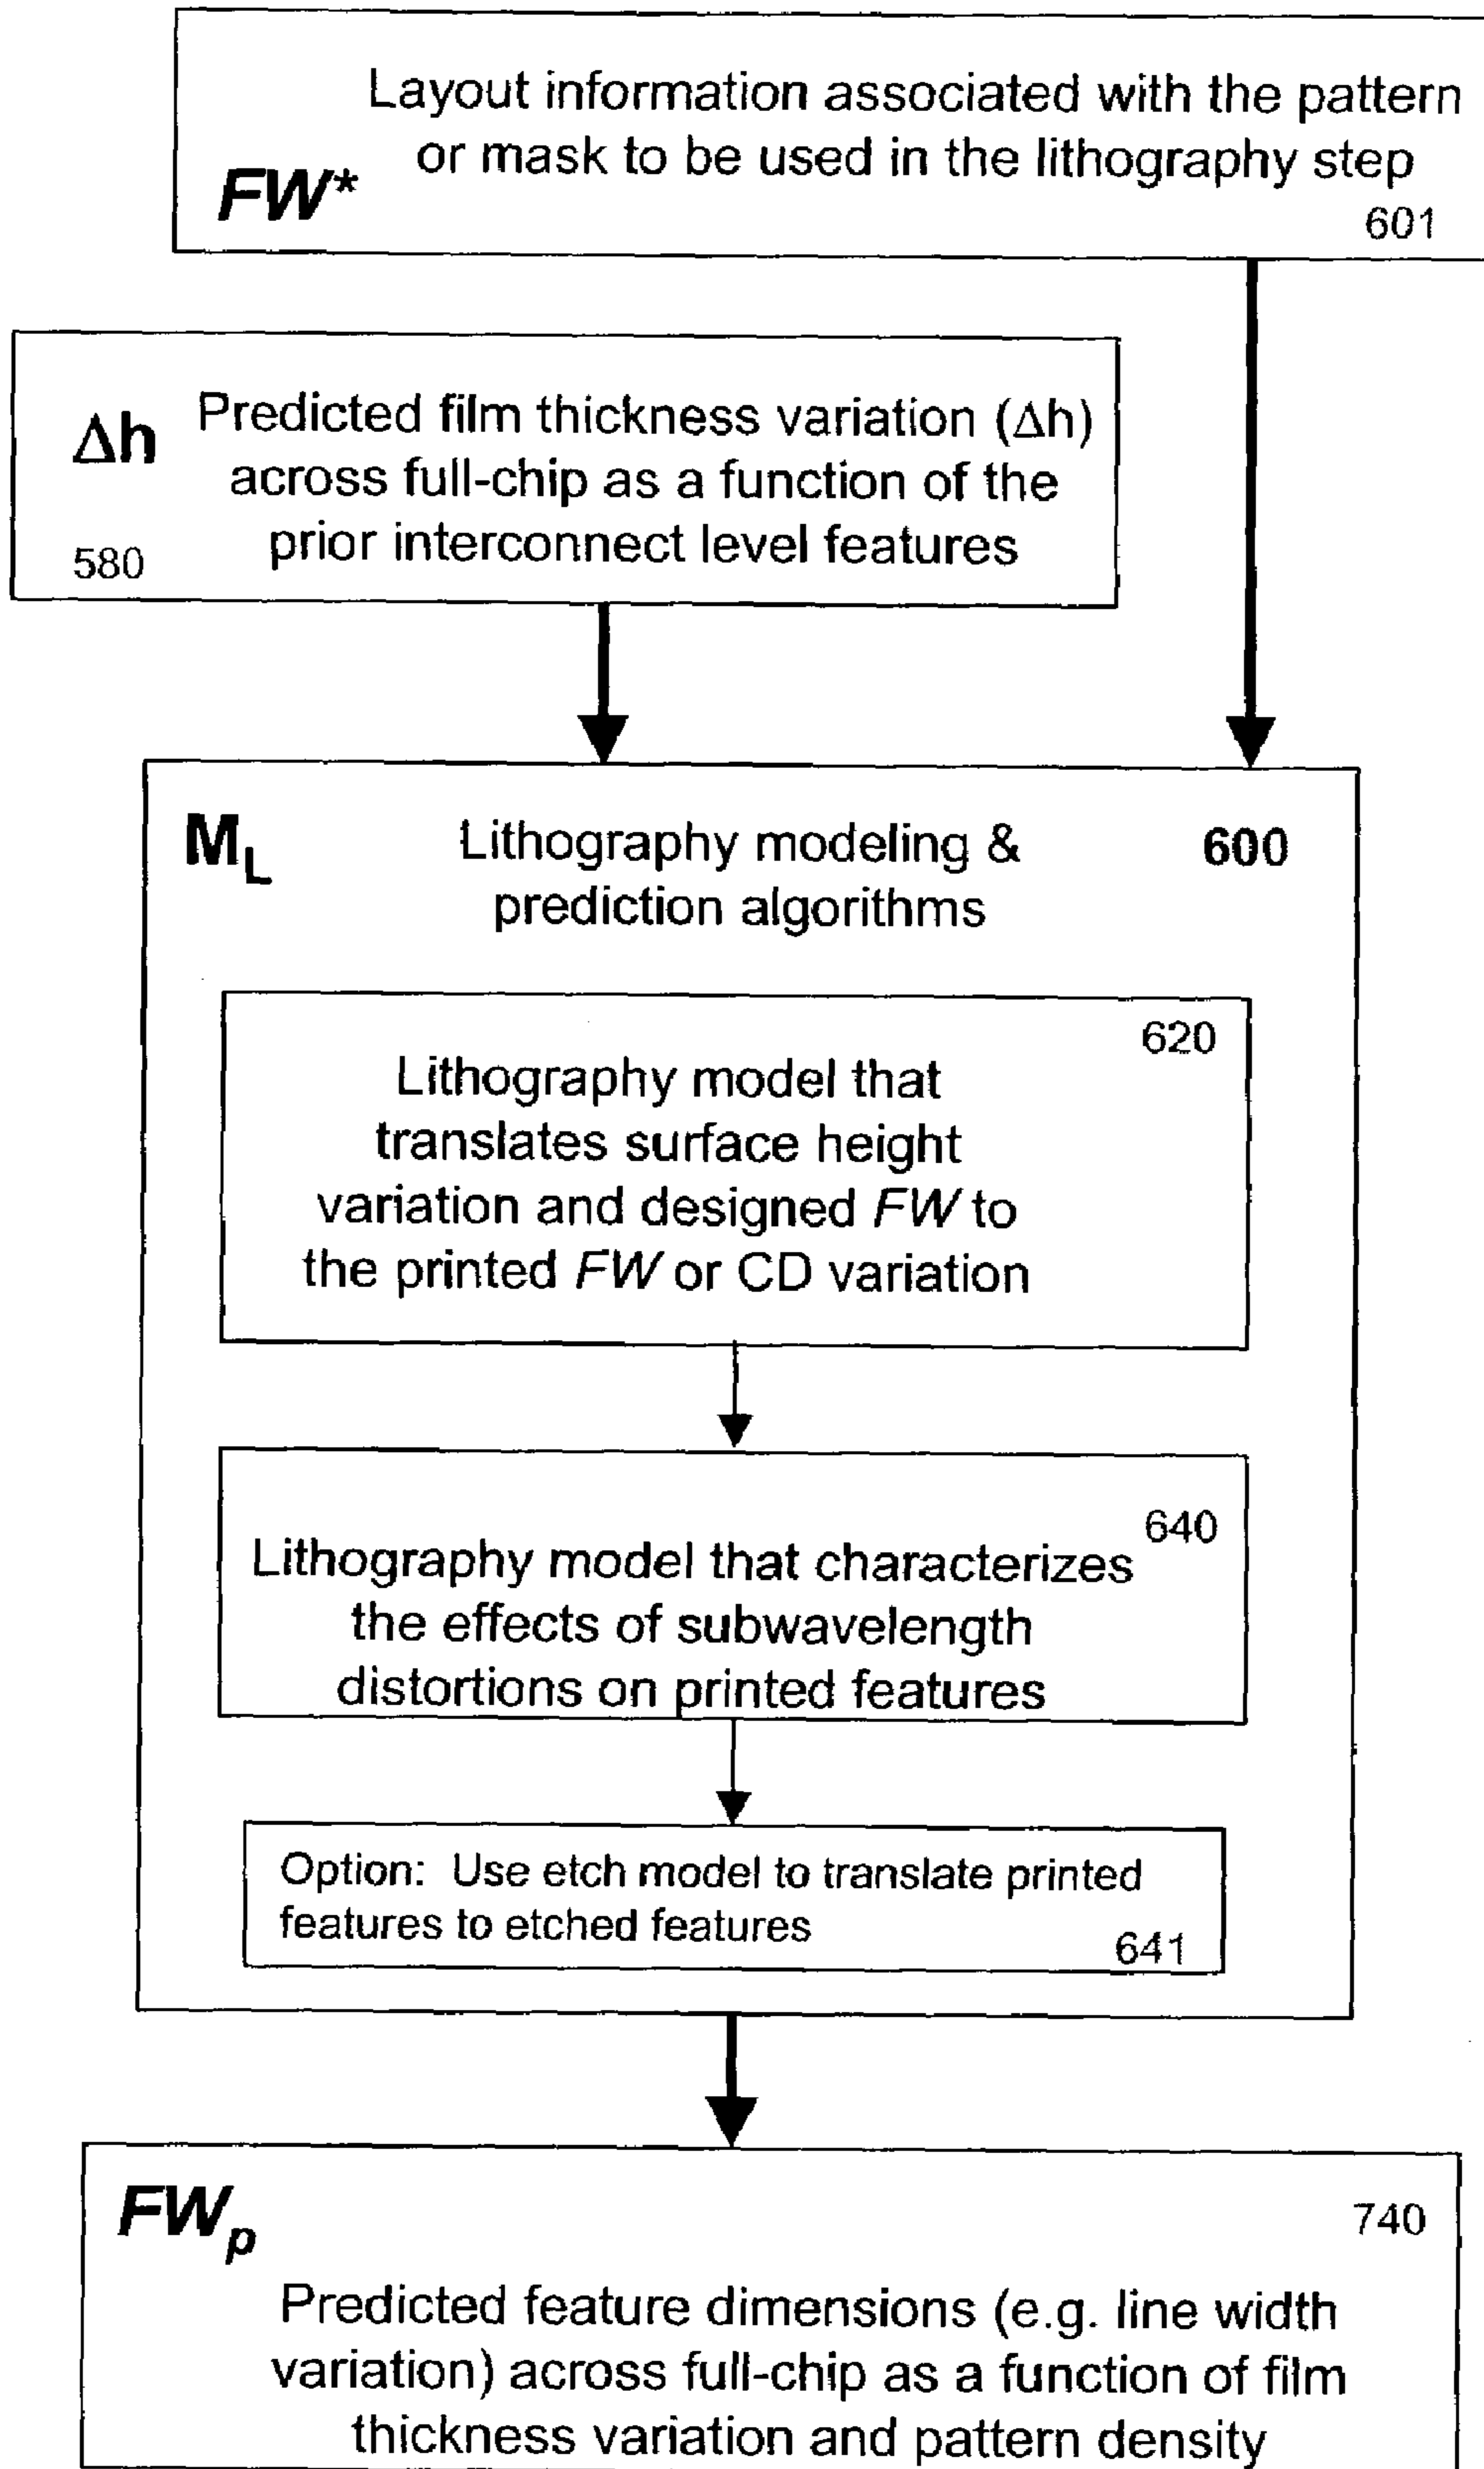 Layout information associated with the pattern
or mask to be used in the lithography step
FW*
601
Δh
Predicted film thickness variation (Δh)
across full-chip as a function of the
prior interconnect level features
580
M_L
Lithography modeling &
prediction algorithms
600
620
Lithography model that
translates surface height
variation and designed FW to
the printed FW or CD variation
640
Lithography model that characterizes
the effects of subwavelength
distortions on printed features
Option: Use etch model to translate printed
features to etched features
641
FW_p
740
Predicted feature dimensions (e.g. line width
variation) across full-chip as a function of film
thickness variation and pattern density